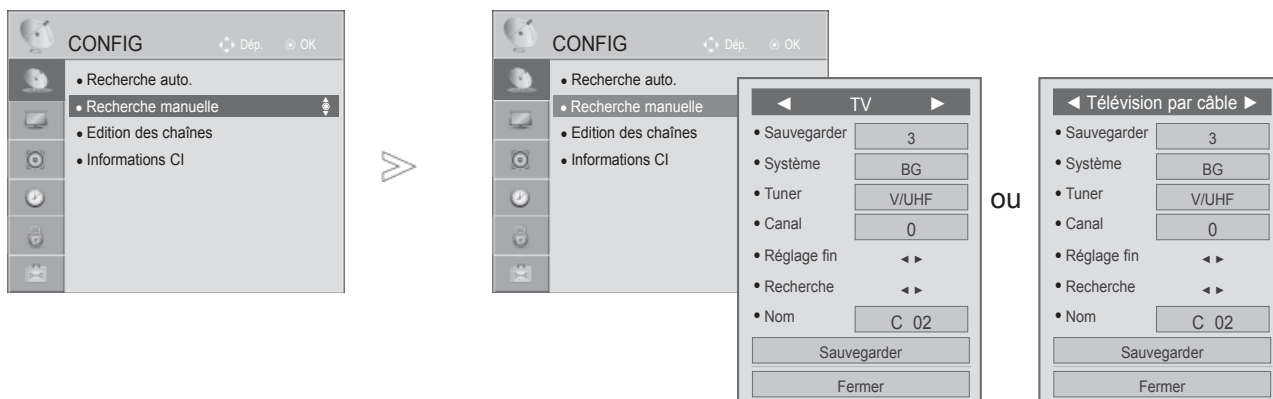 CONFIG
Dép. OK
• Recherche auto.
• Recherche manuelle
• Edition des chaînes
• Informations CI
CONFIG
Dép. OK
• Recherche auto.
• Recherche manuelle
• Edition des chaînes
• Informations CI
◄ TV ►
• Sauvegarder 3
• Système BG
• Tuner V/UHF
• Canal 0
• Réglage fin ◄ ►
• Recherche ◄ ►
• Nom C 02
Sauvegarder
Fermer
ou
◄ Télévision par câble ►
• Sauvegarder 3
• Système BG
• Tuner V/UHF
• Canal 0
• Réglage fin ◄ ►
• Recherche ◄ ►
• Nom C 02
Sauvegarder
Fermer